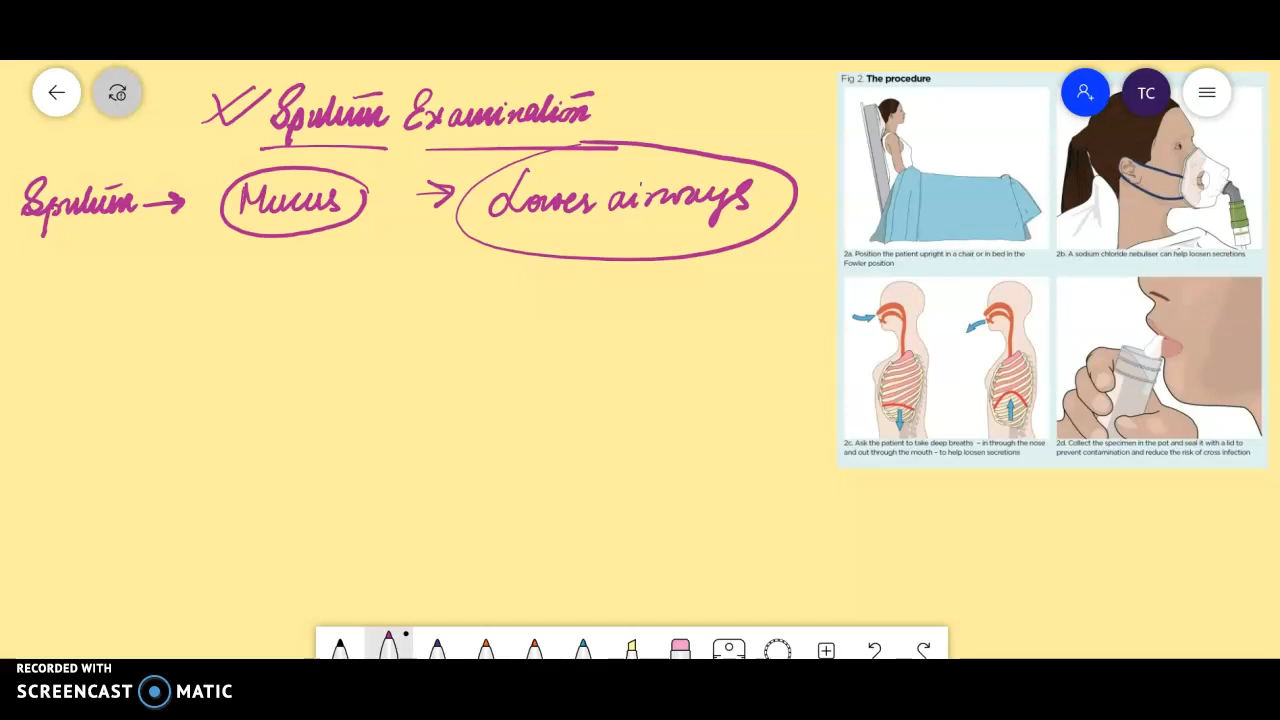 Sputum Examination
Sputum → Mucus → Lower airways
Fig 2. The procedure
TC
2a. Position the patient upright in a chair or in bed in the
Fowler position
2b. A sodium chloride nebuliser can help loosen secretions
2c. Ask the patient to take deep breaths – in through the nose
and out through the mouth – to help loosen secretions
2d. Collect the specimen in the pot and seal it with a lid to
prevent contamination and reduce the risk of cross infection
RECORDED WITH
SCREENCAST MATIC